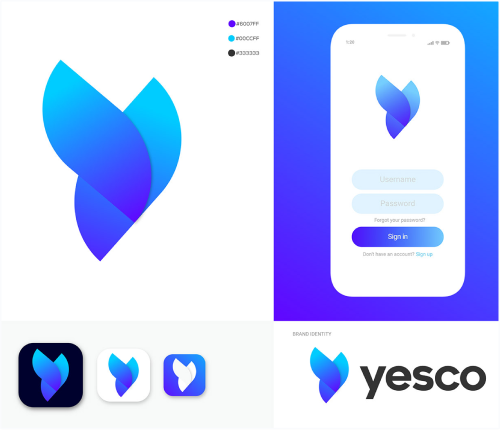 #6007FF
#00CCFF
#333333
1:20
Username
Password
Forgot your password?
Sign in
Don't have an account? Sign up
BRAND IDENTITY
yesco